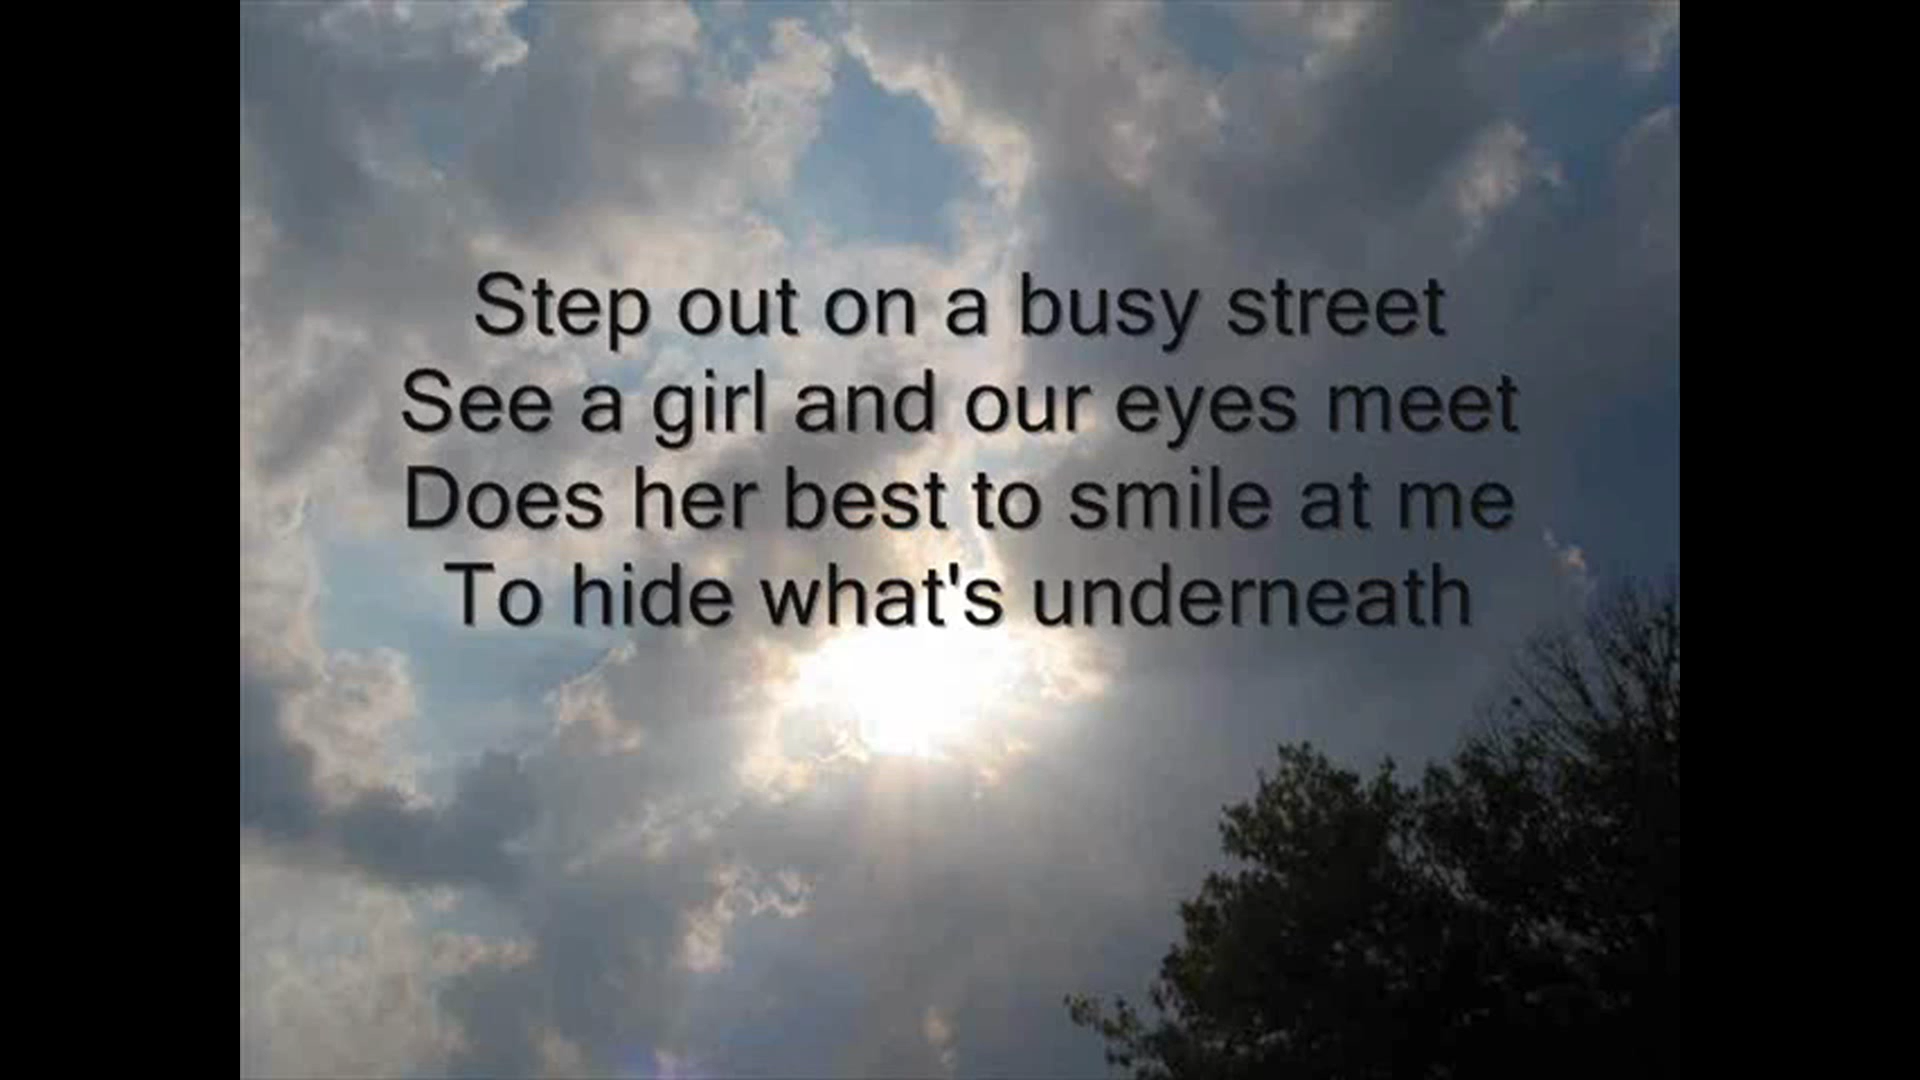 Step out on a busy street
See a girl and our eyes meet
Does her best to smile at me
To hide what's underneath